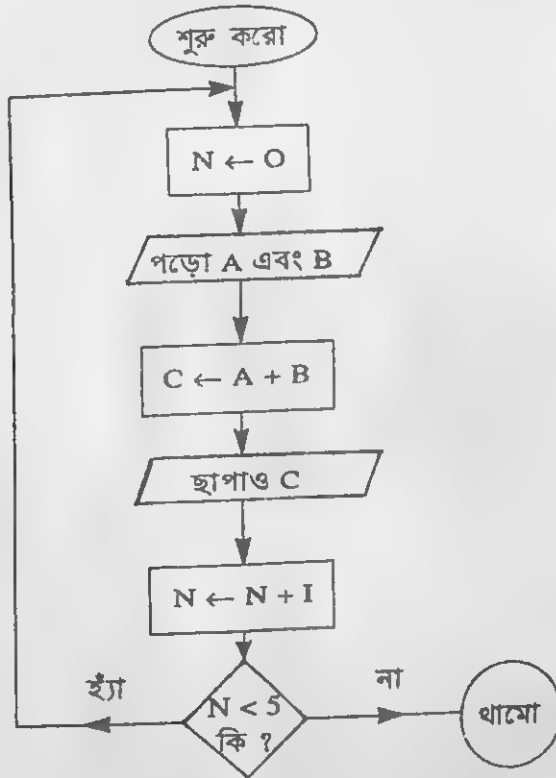 শুরু করো
N ← O
পড়ো A এবং B
C ← A + B
ছাপাও C
N ← N + I
হ্যাঁ
N < 5
কি ?
না
থামো